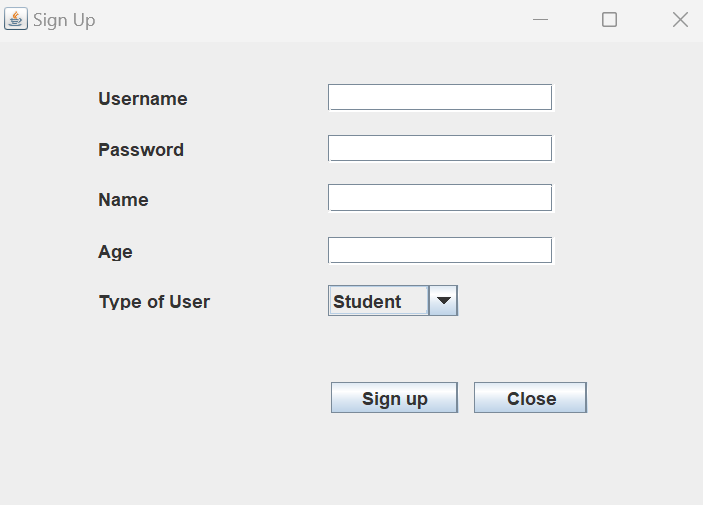 Sign Up
Username
Password
Name
Age
Type of User Student
Sign up Close